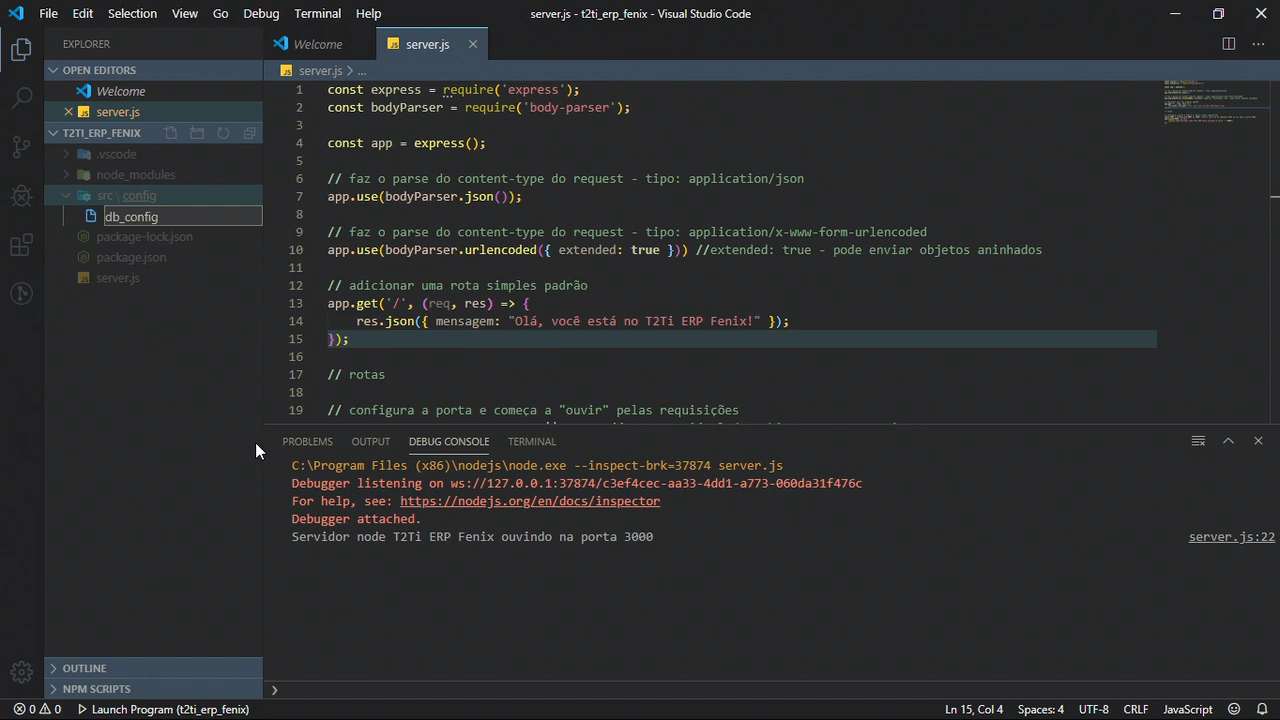 File Edit Selection View Go Debug Terminal Help server.js - t2ti_erp_fenix - Visual Studio Code
EXPLORER
OPEN EDITORS
Welcome
server.js
T2TI_ERP_FENIX
.vscode
node_modules
src \ config
db_config
package-lock.json
package.json
server.js
OUTLINE
NPM SCRIPTS
Welcome server.js
server.js > ...
1 const express = require('express');
2 const bodyParser = require('body-parser');
3
4 const app = express();
5
6 // faz o parse do content-type do request - tipo: application/json
7 app.use(bodyParser.json());
8
9 // faz o parse do content-type do request - tipo: application/x-www-form-urlencoded
10 app.use(bodyParser.urlencoded({ extended: true })) //extended: true - pode enviar objetos aninhados
11
12 // adicionar uma rota simples padrão
13 app.get('/', (req, res) => {
14 res.json({ mensagem: "Olá, você está no T2Ti ERP Fenix!" });
15 });
16
17 // rotas
18
19 // configura a porta e começa a "ouvir" pelas requisições
PROBLEMS OUTPUT DEBUG CONSOLE TERMINAL
C:\Program Files (x86)\nodejs\node.exe --inspect-brk=37874 server.js
Debugger listening on ws://127.0.0.1:37874/c3ef4cec-aa33-4dd1-a773-060da31f476c
For help, see: https://nodejs.org/en/docs/inspector
Debugger attached.
Servidor node T2Ti ERP Fenix ouvindo na porta 3000 server.js:22
0 0 Launch Program (t2ti_erp_fenix) Ln 15, Col 4 Spaces: 4 UTF-8 CRLF JavaScript